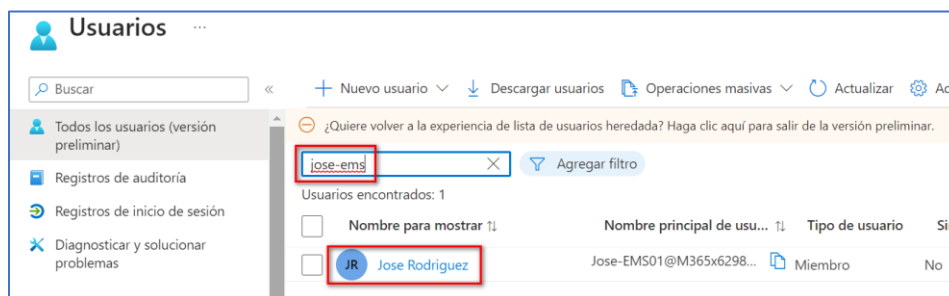 Usuarios ...
Buscar
Nuevo usuario Descargar usuarios Operaciones masivas Actualizar
Todos los usuarios (versión
preliminar)
Registros de auditoría
Registros de inicio de sesión
Diagnosticar y solucionar
problemas
¿Quiere volver a la experiencia de lista de usuarios heredada? Haga clic aquí para salir de la versión preliminar.
jose-ems Agregar filtro
Usuarios encontrados: 1
Nombre para mostrar Nombre principal de usu... Tipo de usuario
JR Jose Rodriguez Jose-EMS01@M365x6298... Miembro No